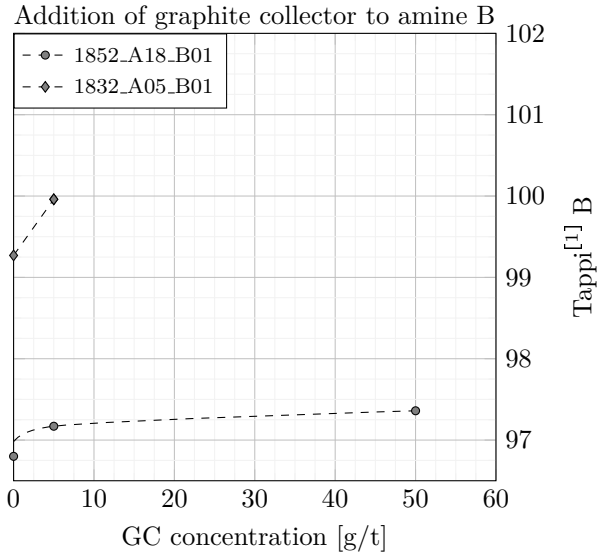 Addition of graphite collector to amine B
1852_A18_B01
1832_A05_B01
102
101
100
99
98
97
Tappi[1] B
0 10 20 30 40 50 60
GC concentration [g/t]